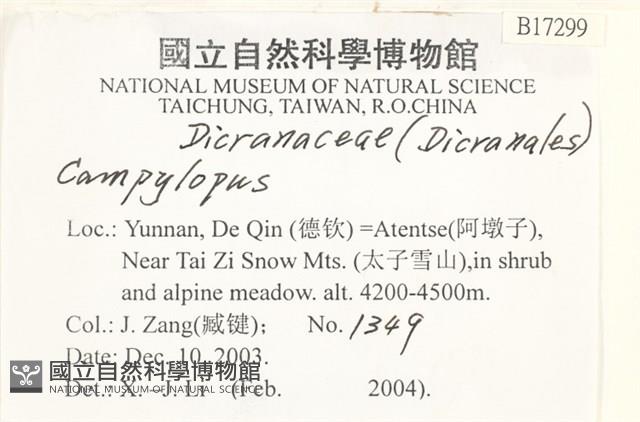 B17299
國立自然科學博物館
NATIONAL MUSEUM OF NATURAL SCIENCE
TAICHUNG, TAIWAN, R.O.CHINA
Dicranaceae (Dicranales)
Campylopus
Loc.: Yunnan, De Qin (德钦) =Atentse(阿墩子),
Near Tai Zi Snow Mts. (太子雪山),in shrub
and alpine meadow. alt. 4200-4500m.
Col.: J. Zang(臧键); No. 1349
Date: Dec. 10, 2003.
國立自然科學博物館
NATIONAL MUSEUM OF NATURAL SCIENCE
Det.: X. -J. Li (Feb. 2004).